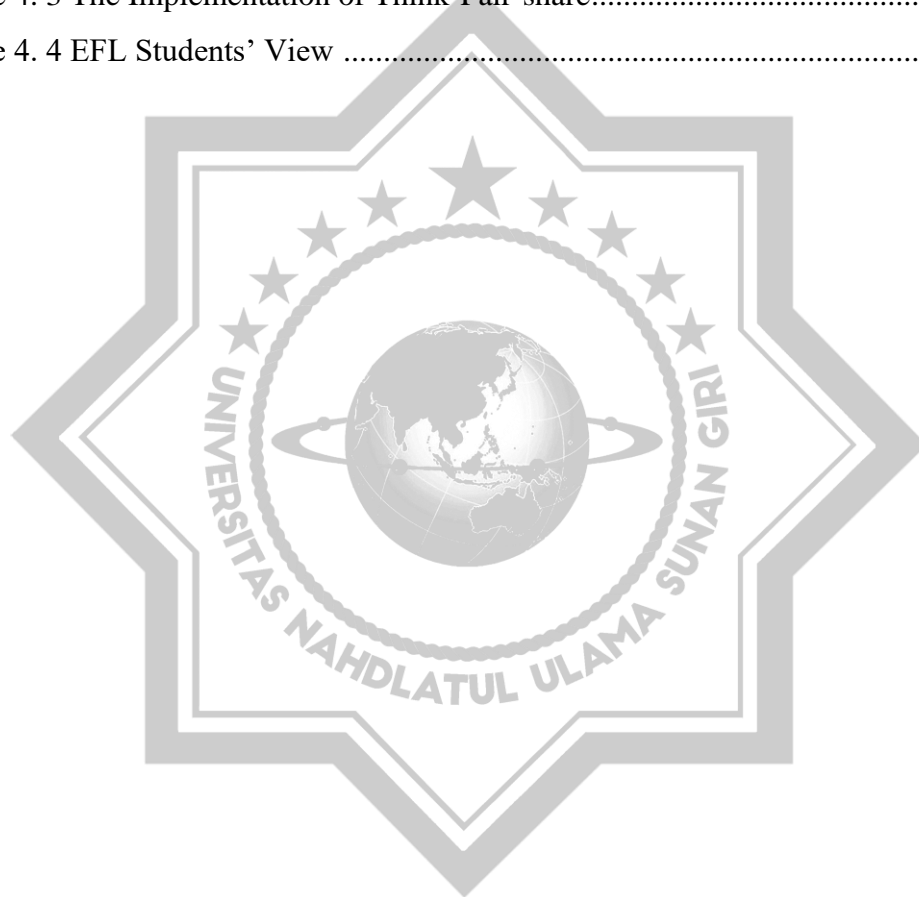 e 4. 3 The Implementation of Think-Pair-share............................................
e 4. 4 EFL Students’ View ..........................................................................
UNIVERSITAS NAHDLATUL ULAMA SUNAN GIRI